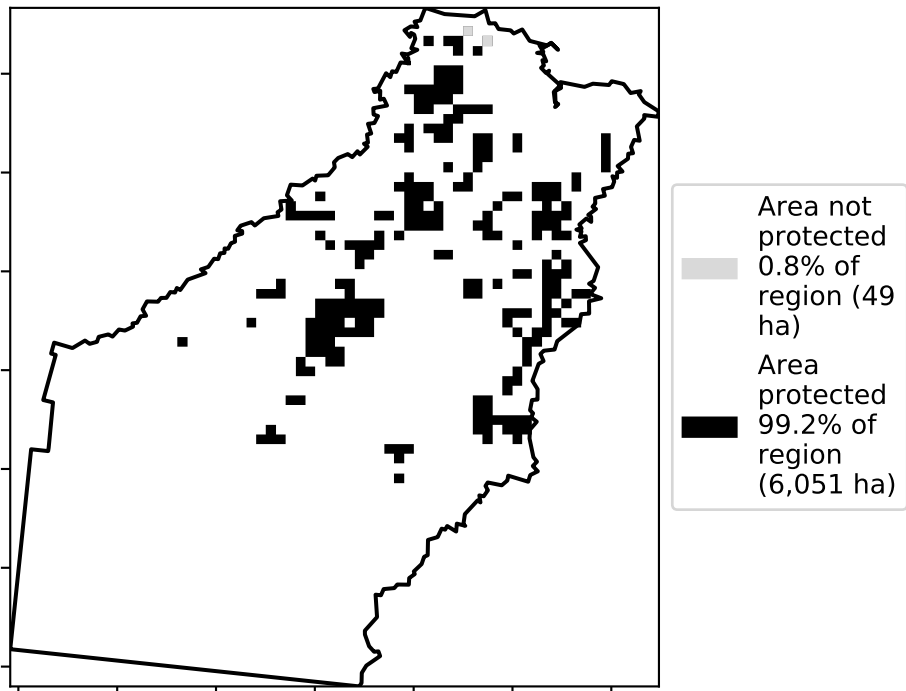 Area not
protected
0.8% of
region (49
ha)
Area
protected
99.2% of
region
(6,051 ha)